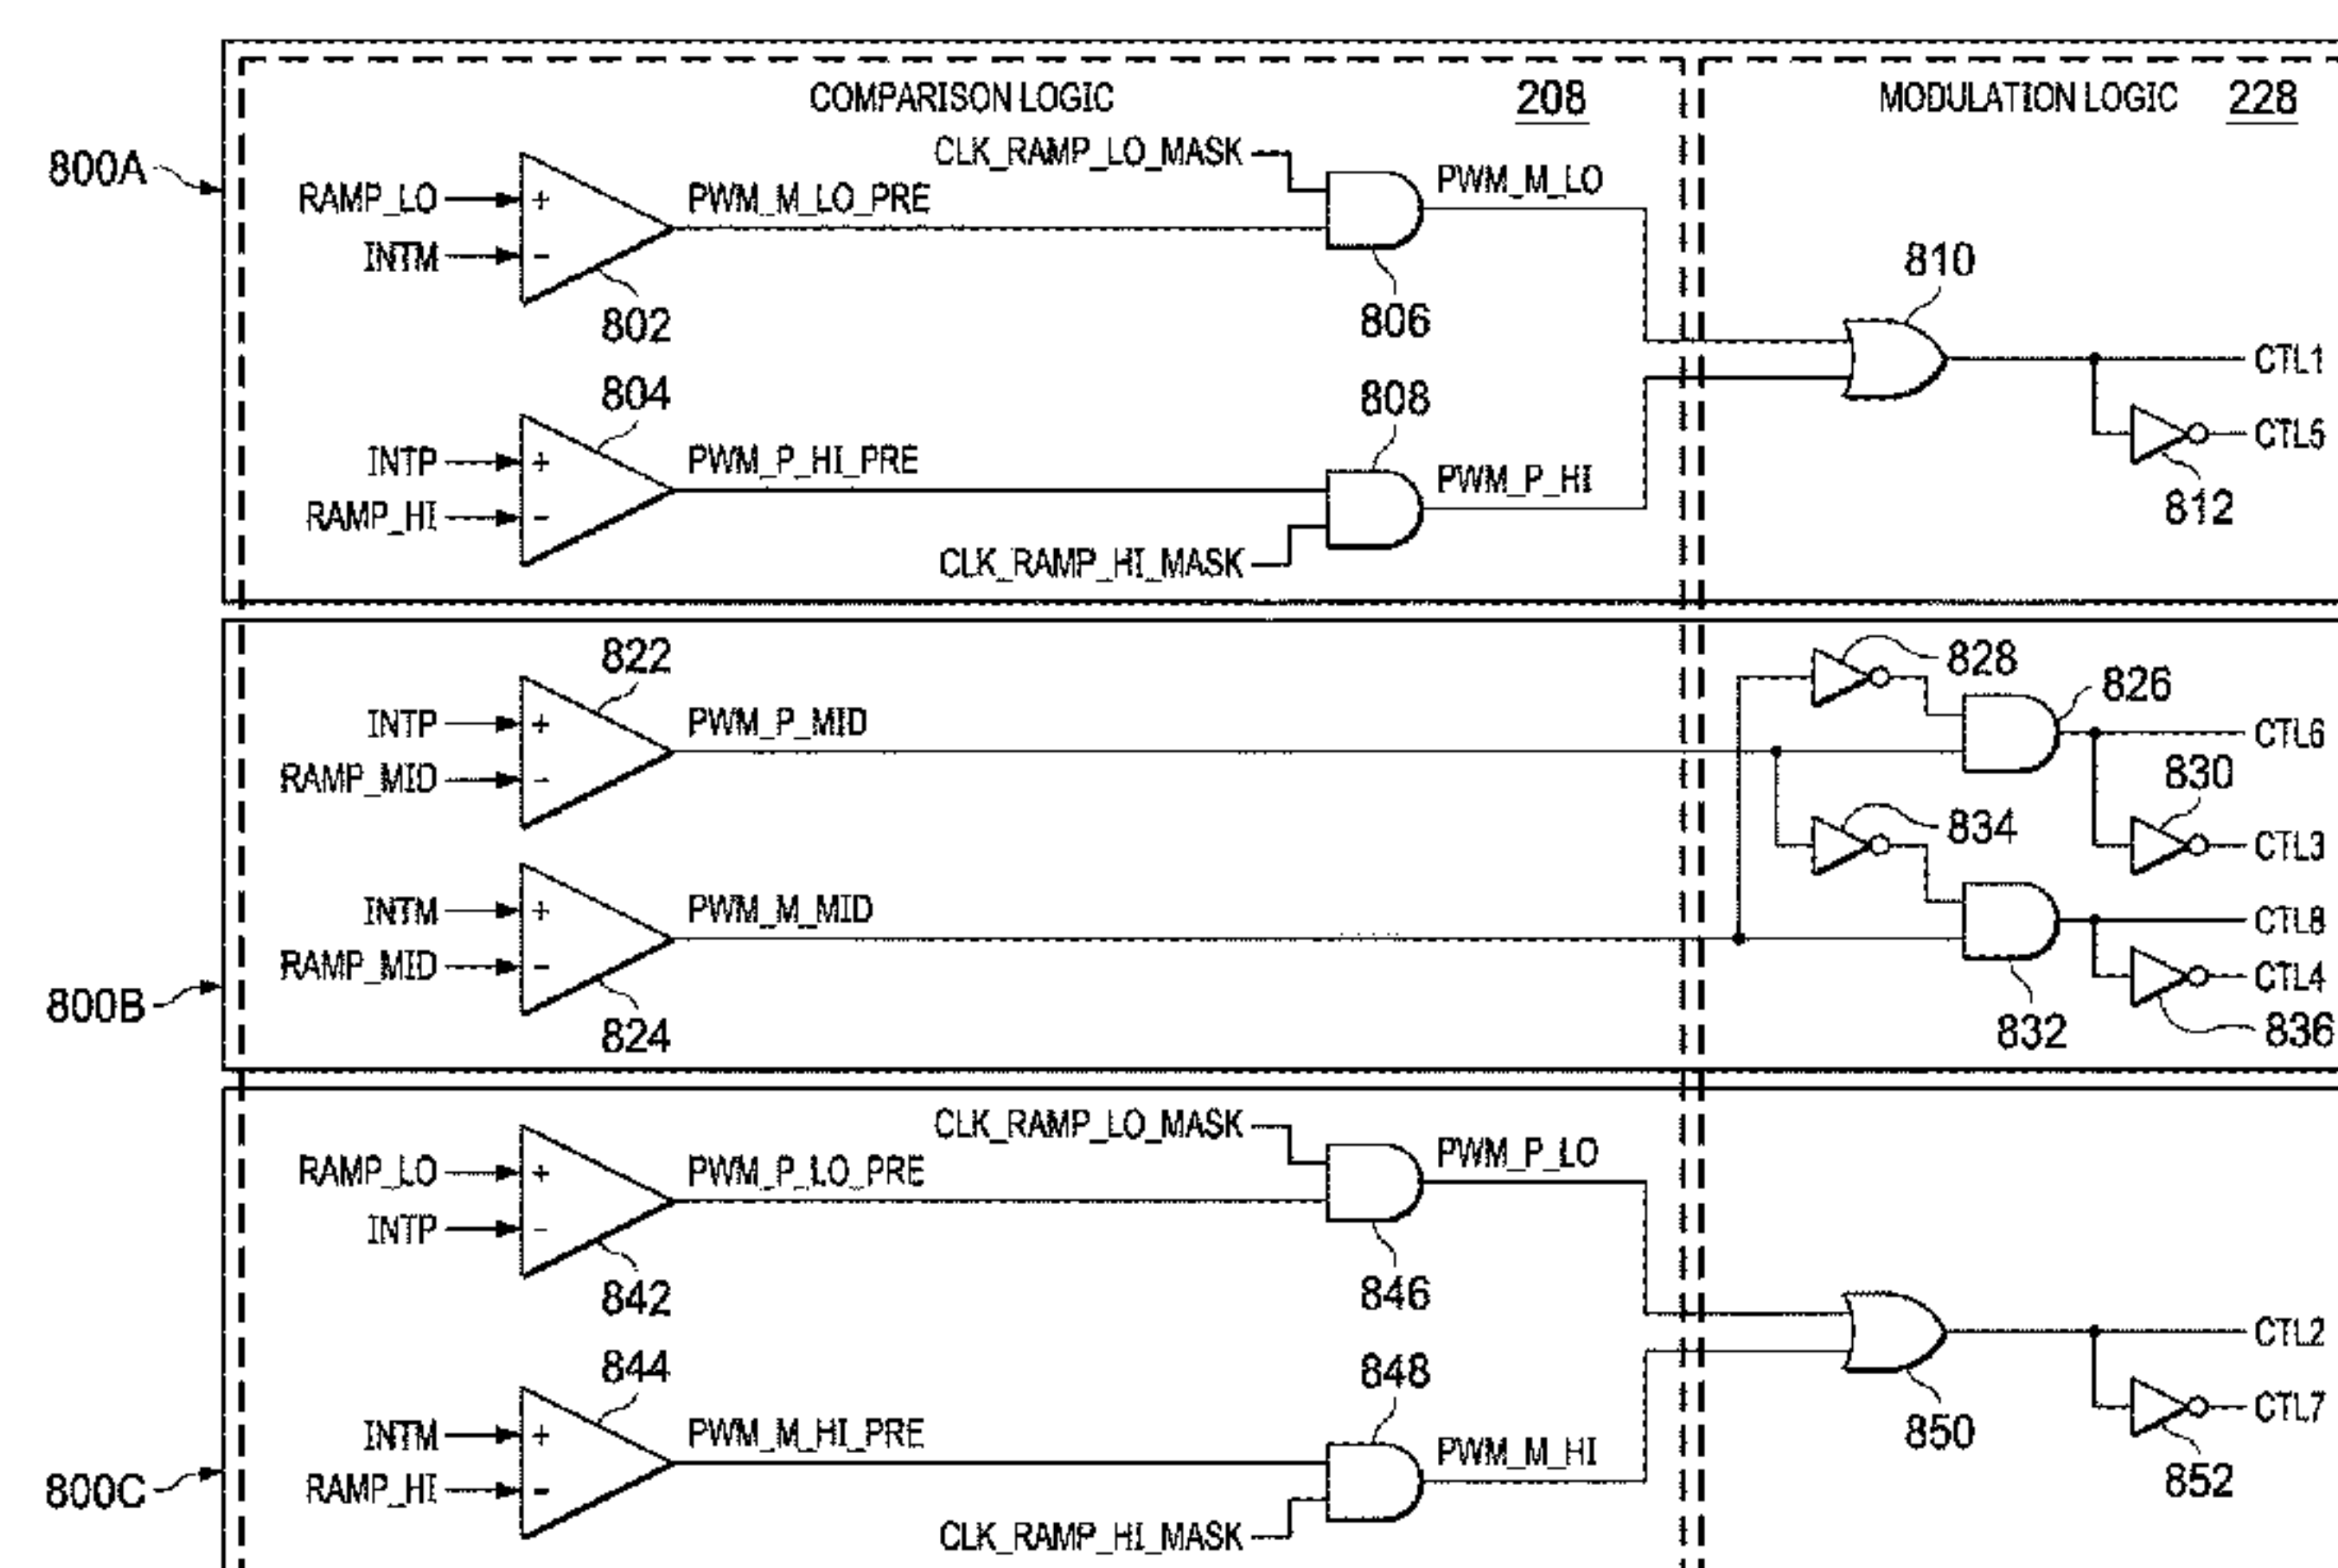 COMPARISON LOGIC 208
MODULATION LOGIC 228
800A
CLK_RAMP_LO_MASK
RAMP_LO
+
PWM_M_LO_PRE
PWM_M_LO
INTM
-
802
806
810
804
808
CTL1
INTP
+
PWM_P_HI_PRE
PWM_P_HI
CTL5
RAMP_HI
-
812
CLK_RAMP_HI_MASK
822
828
826
INTP
+
PWM_P_MID
CTL6
RAMP_MID
-
830
834
CTL3
INTM
+
PWM_M_MID
CTL8
RAMP_MID
-
CTL4
800B
824
832
836
CLK_RAMP_LO_MASK
RAMP_LO
+
PWM_P_LO_PRE
PWM_P_LO
INTP
-
842
846
CTL2
844
848
CTL7
INTM
+
PWM_M_HI_PRE
PWM_M_HI
850
800C
RAMP_HI
-
852
CLK_RAMP_HI_MASK